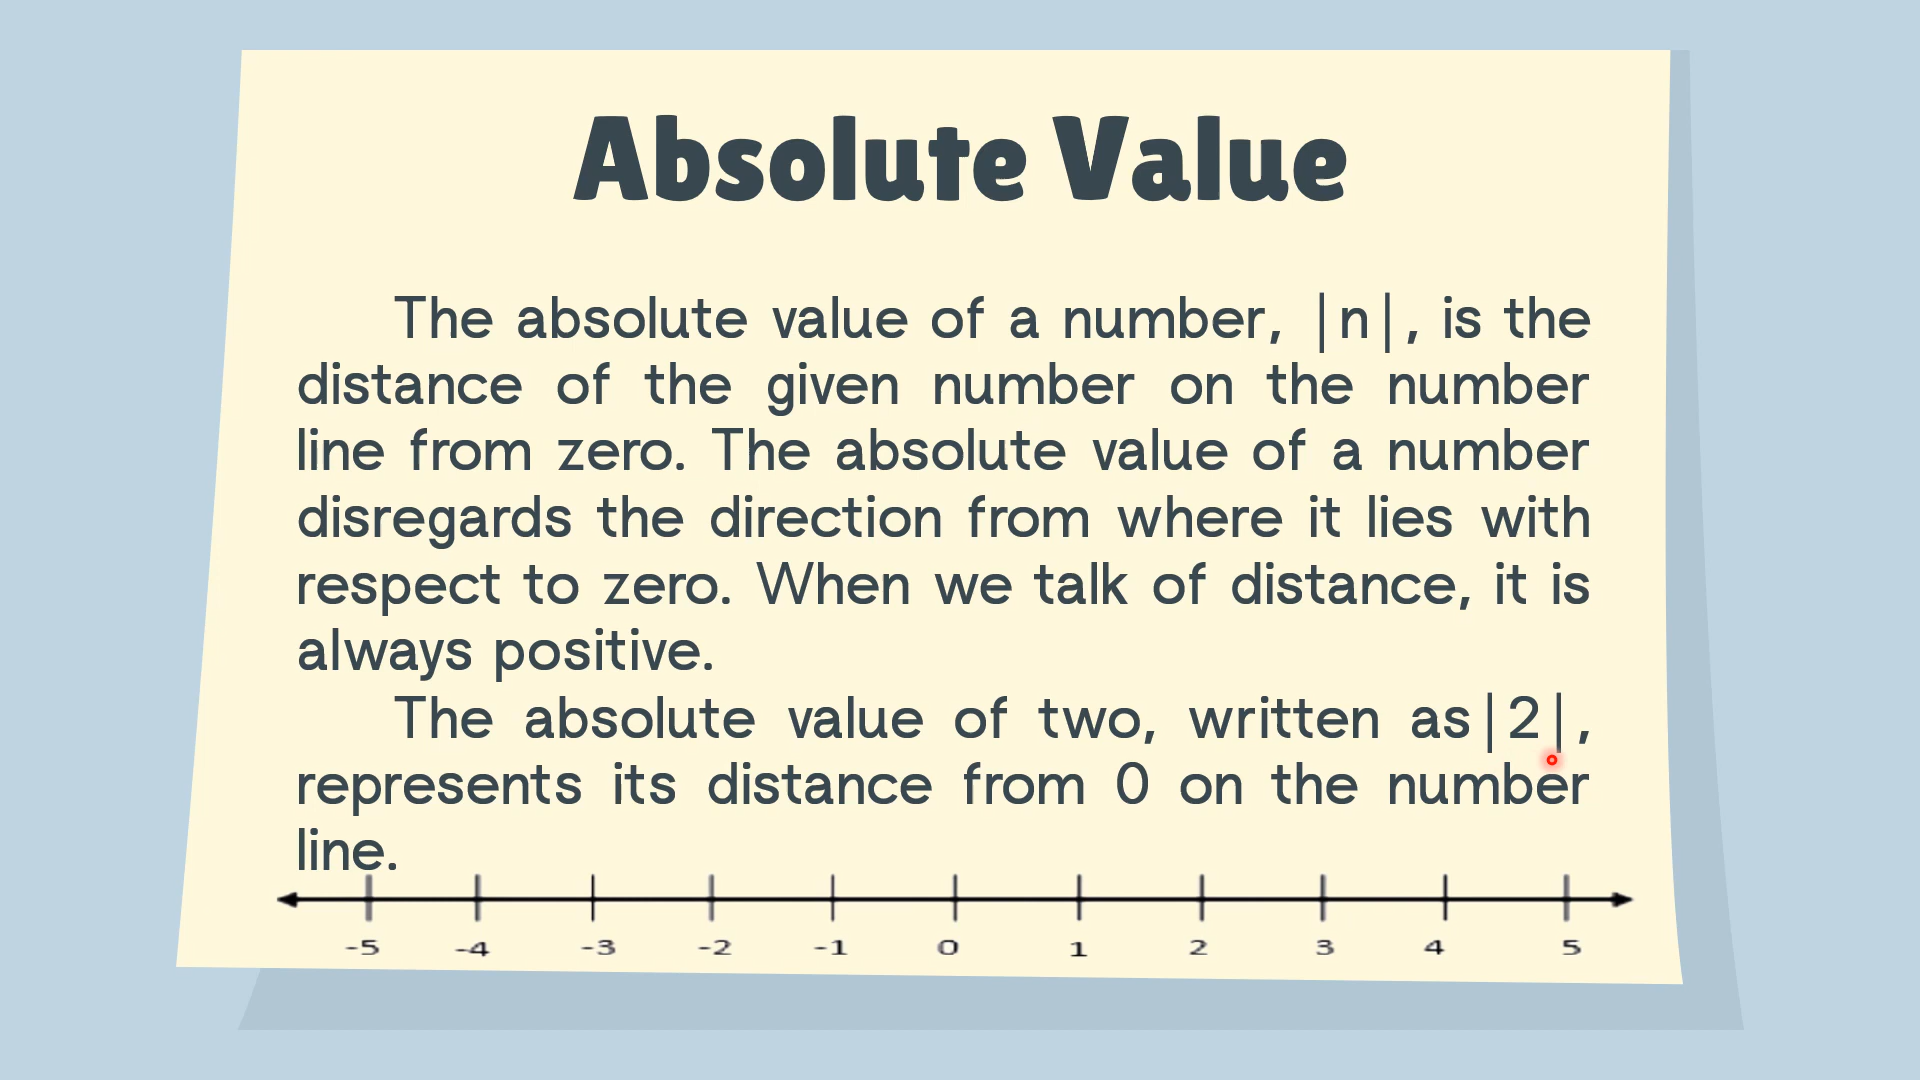 Absolute Value
The absolute value of a number, |n|, is the
distance of the given number on the number
line from zero. The absolute value of a number
disregards the direction from where it lies with
respect to zero. When we talk of distance, it is
always positive.
The absolute value of two, written as|2|,
represents its distance from 0 on the number
line.
-5 -4 -3 -2 -1 0 1 2 3 4 5